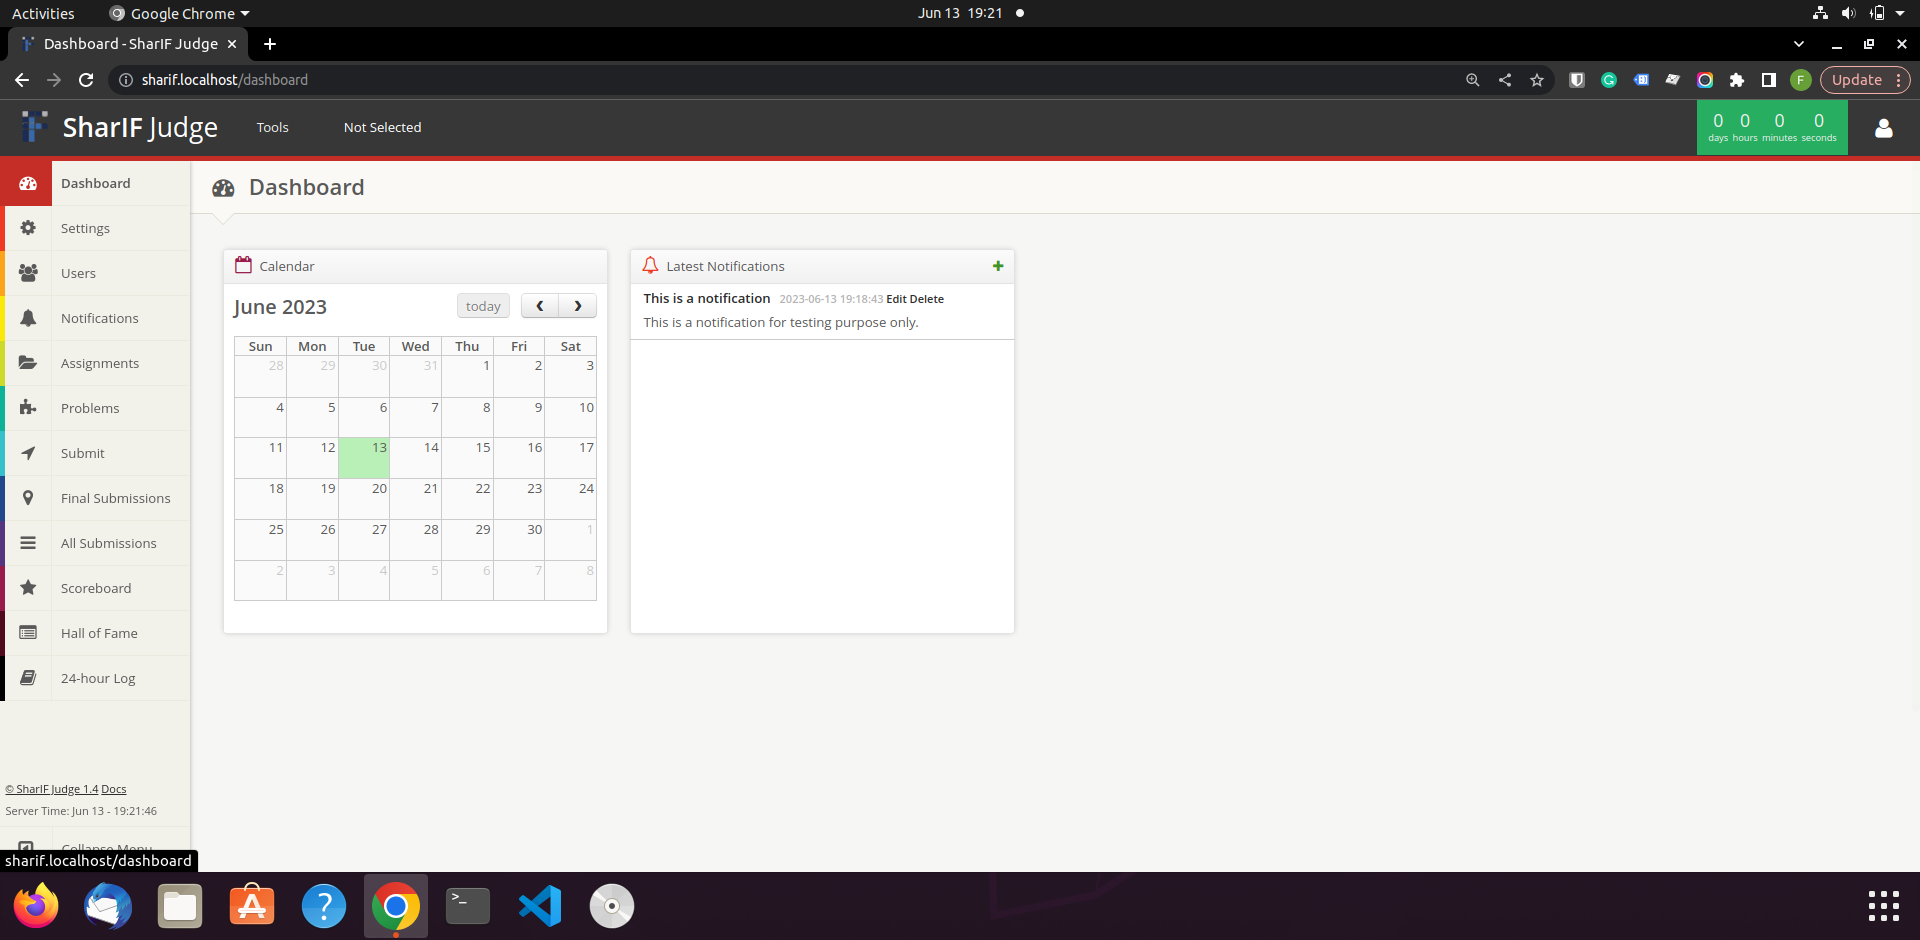 Activities Google Chrome Jun 13 19:21
Dashboard - SharIF Judge
sharif.localhost/dashboard F Update
SharIF Judge Tools Not Selected 0 days 0 hours 0 minutes 0 seconds
Dashboard
Settings
Users
Notifications
Assignments
Problems
Submit
Final Submissions
All Submissions
Scoreboard
Hall of Fame
24-hour Log
© SharIF Judge 1.4 Docs
Server Time: Jun 13 - 19:21:46
Collapse Menu
sharif.localhost/dashboard
Dashboard
Calendar
June 2023 today
Sun Mon Tue Wed Thu Fri Sat
28 29 30 31 1 2 3
4 5 6 7 8 9 10
11 12 13 14 15 16 17
18 19 20 21 22 23 24
25 26 27 28 29 30 1
2 3 4 5 6 7 8
Latest Notifications
This is a notification 2023-06-13 19:18:43 Edit Delete
This is a notification for testing purpose only.